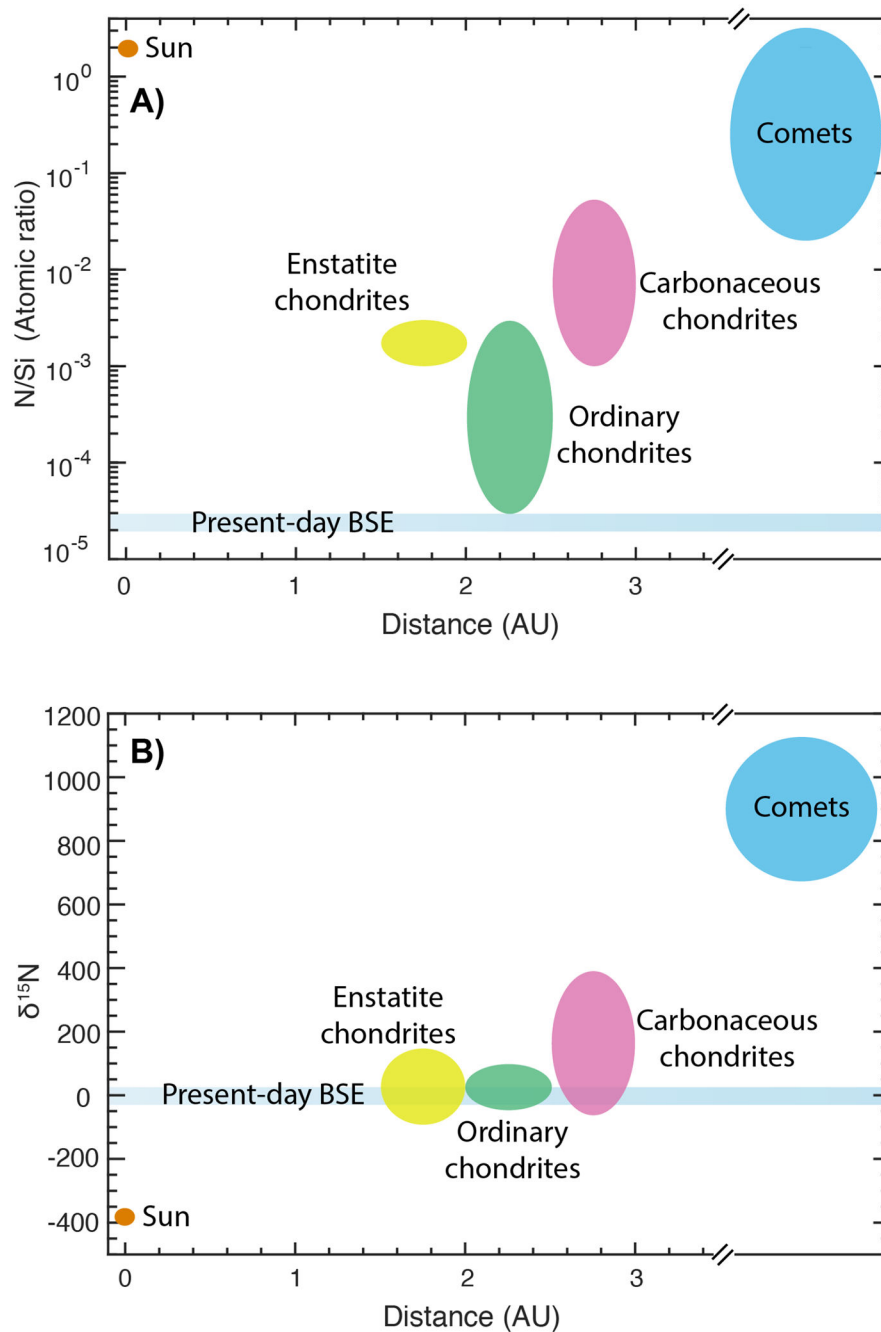 Sun
A)
10⁰
10⁻¹
10⁻²
10⁻³
10⁻⁴
10⁻⁵
N/Si (Atomic ratio)
Comets
Enstatite
chondrites
Carbonaceous
chondrites
Ordinary
chondrites
Present-day BSE
0
1
2
3
Distance (AU)
B)
1200
1000
800
600
400
200
0
-200
-400
δ¹⁵N
Comets
Enstatite
chondrites
Carbonaceous
chondrites
Present-day BSE
Ordinary
chondrites
Sun
0
1
2
3
Distance (AU)